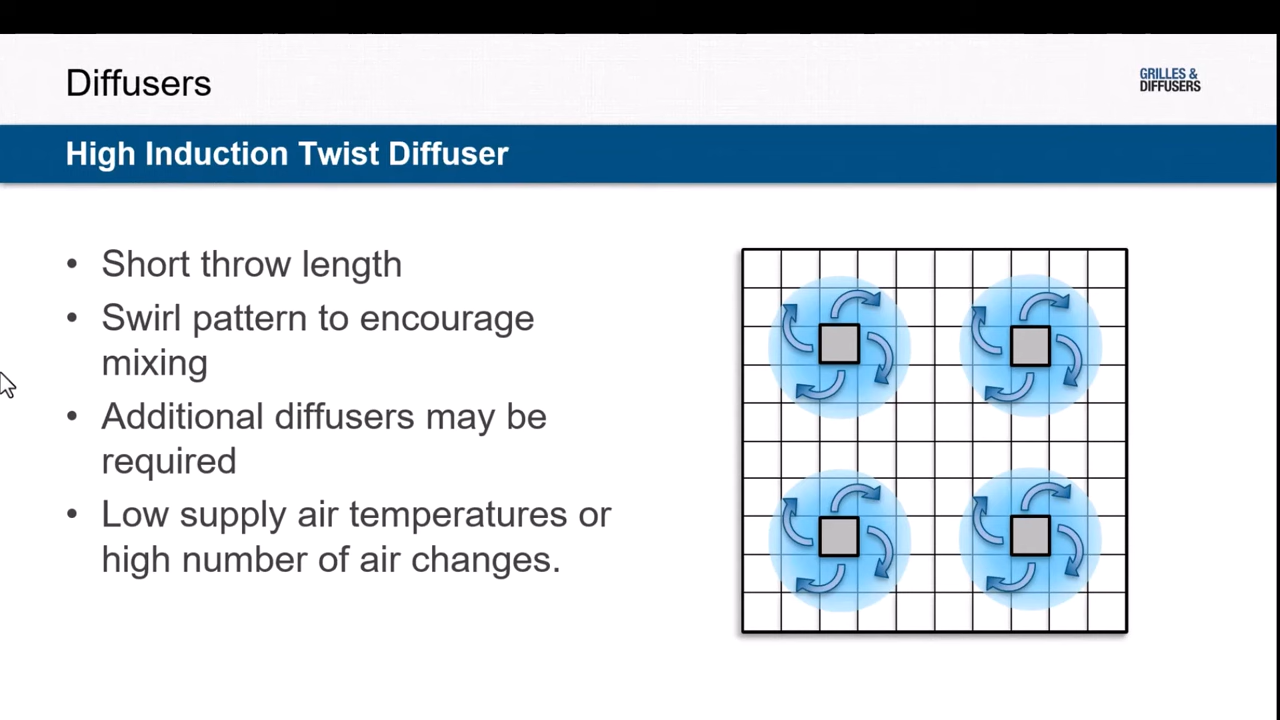 Diffusers
GRILLES &
DIFFUSERS
High Induction Twist Diffuser
• Short throw length
• Swirl pattern to encourage
mixing
• Additional diffusers may be
required
• Low supply air temperatures or
high number of air changes.